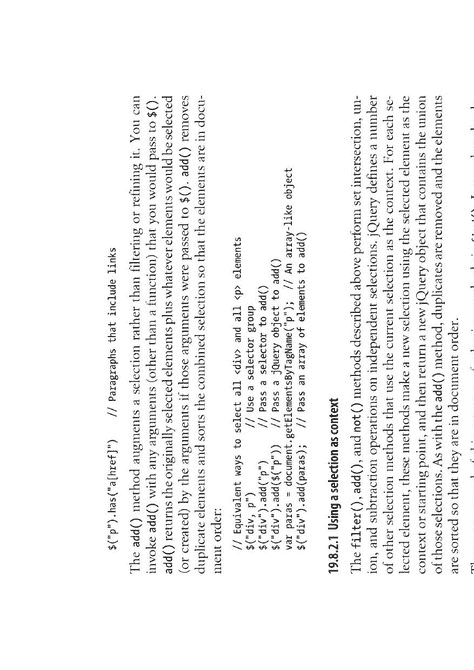 $("p").has("a[href]")    // Paragraphs that include links
The add() method augments a selection rather than filtering or refining it. You can
invoke add() with any arguments (other than a function) that you would pass to $().
add() returns the originally selected elements plus whatever elements would be selected
(or created) by the arguments if those arguments were passed to $(). add() removes
duplicate elements and sorts the combined selection so that the elements are in docu-
ment order:
// Equivalent ways to select all <div> and all <p> elements
$("div, p")            // Use a selector group
$("div").add("p")      // Pass a selector to add()
$("div").add($("p"))   // Pass a jQuery object to add()
var paras = document.getElementsByTagName("p");  // An array-like object
$("div").add(paras);   // Pass an array of elements to add()
19.8.2.1 Using a selection as context
The filter(), add(), and not() methods described above perform set intersection, un-
ion, and subtraction operations on independent selections. jQuery defines a number
of other selection methods that use the current selection as the context. For each se-
lected element, these methods make a new selection using the selected element as the
context or starting point, and then return a new jQuery object that contains the union
of those selections. As with the add() method, duplicates are removed and the elements
are sorted so that they are in document order.